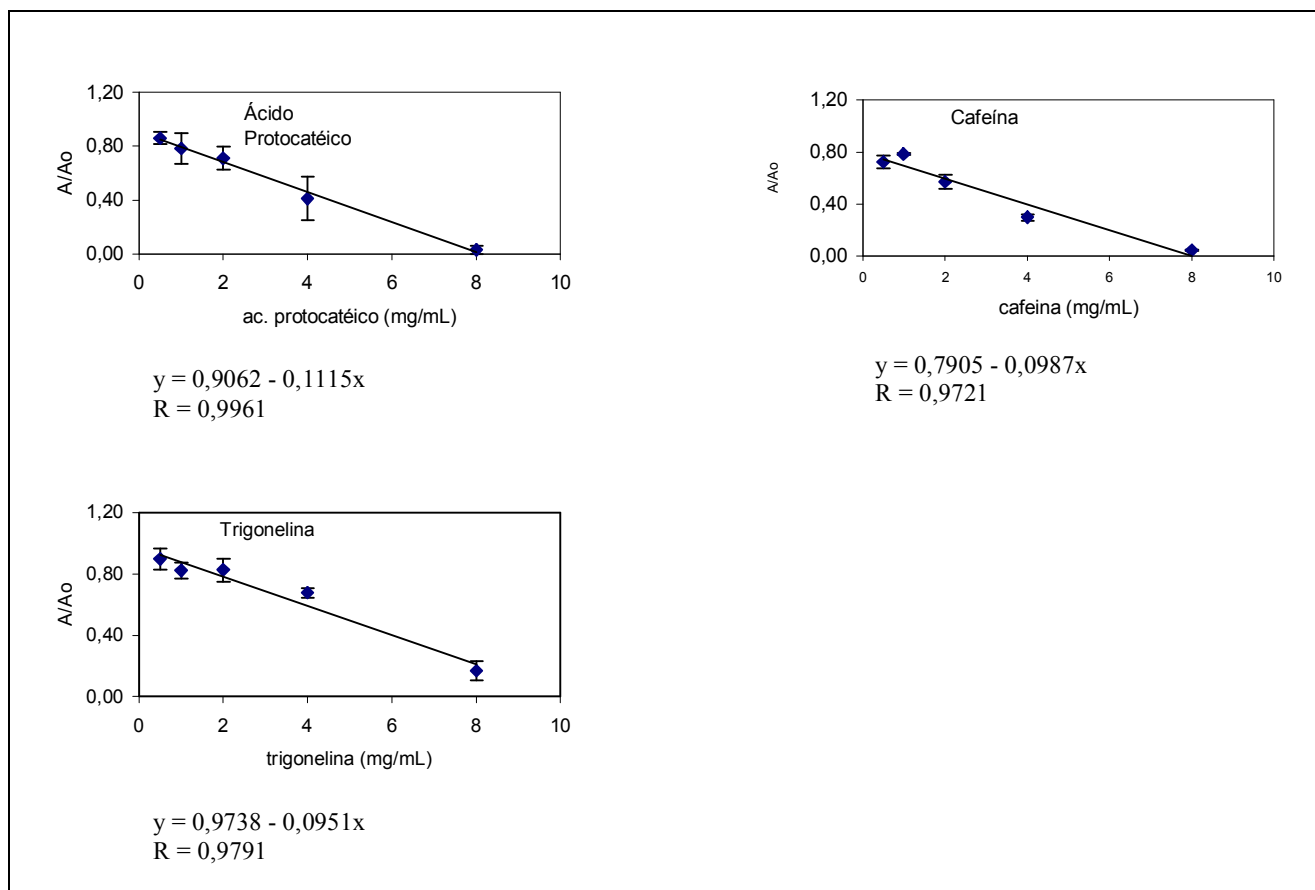 Ácido
Protocatéico
A/Ao
1,20
0,80
0,40
0,00
0 2 4 6 8 10
ac. protocatéico (mg/mL)
y = 0,9062 - 0,1115x
R = 0,9961
Cafeína
A/Ao
1,20
0,80
0,40
0,00
0 2 4 6 8 10
cafeina (mg/mL)
y = 0,7905 - 0,0987x
R = 0,9721
Trigonelina
A/Ao
1,20
0,80
0,40
0,00
0 2 4 6 8 10
trigonelina (mg/mL)
y = 0,9738 - 0,0951x
R = 0,9791